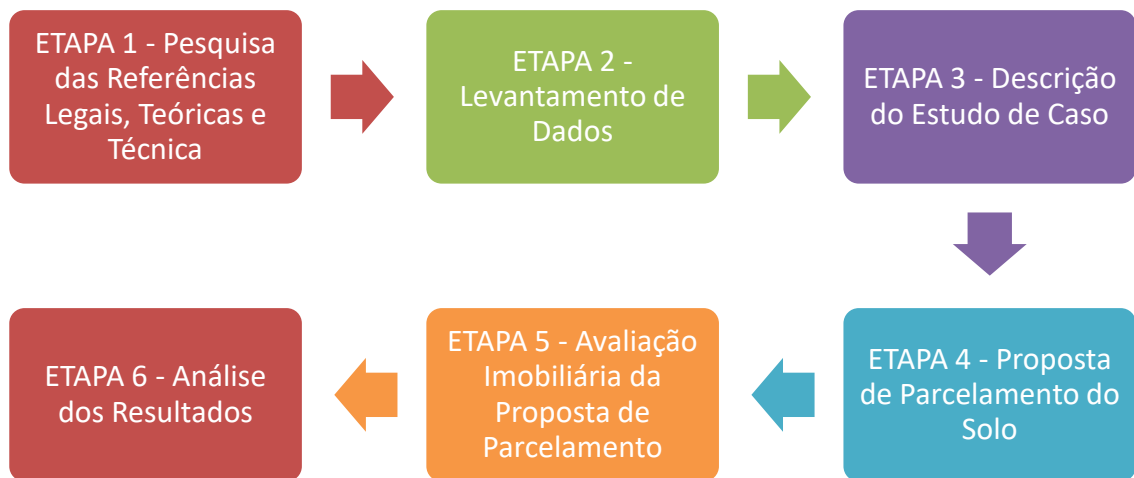 ETAPA 1 - Pesquisa
das Referências
Legais, Teóricas e
Técnica
ETAPA 2 -
Levantamento de
Dados
ETAPA 3 - Descrição
do Estudo de Caso
ETAPA 4 - Proposta
de Parcelamento do
Solo
ETAPA 5 - Avaliação
Imobiliária da
Proposta de
Parcelamento
ETAPA 6 - Análise
dos Resultados